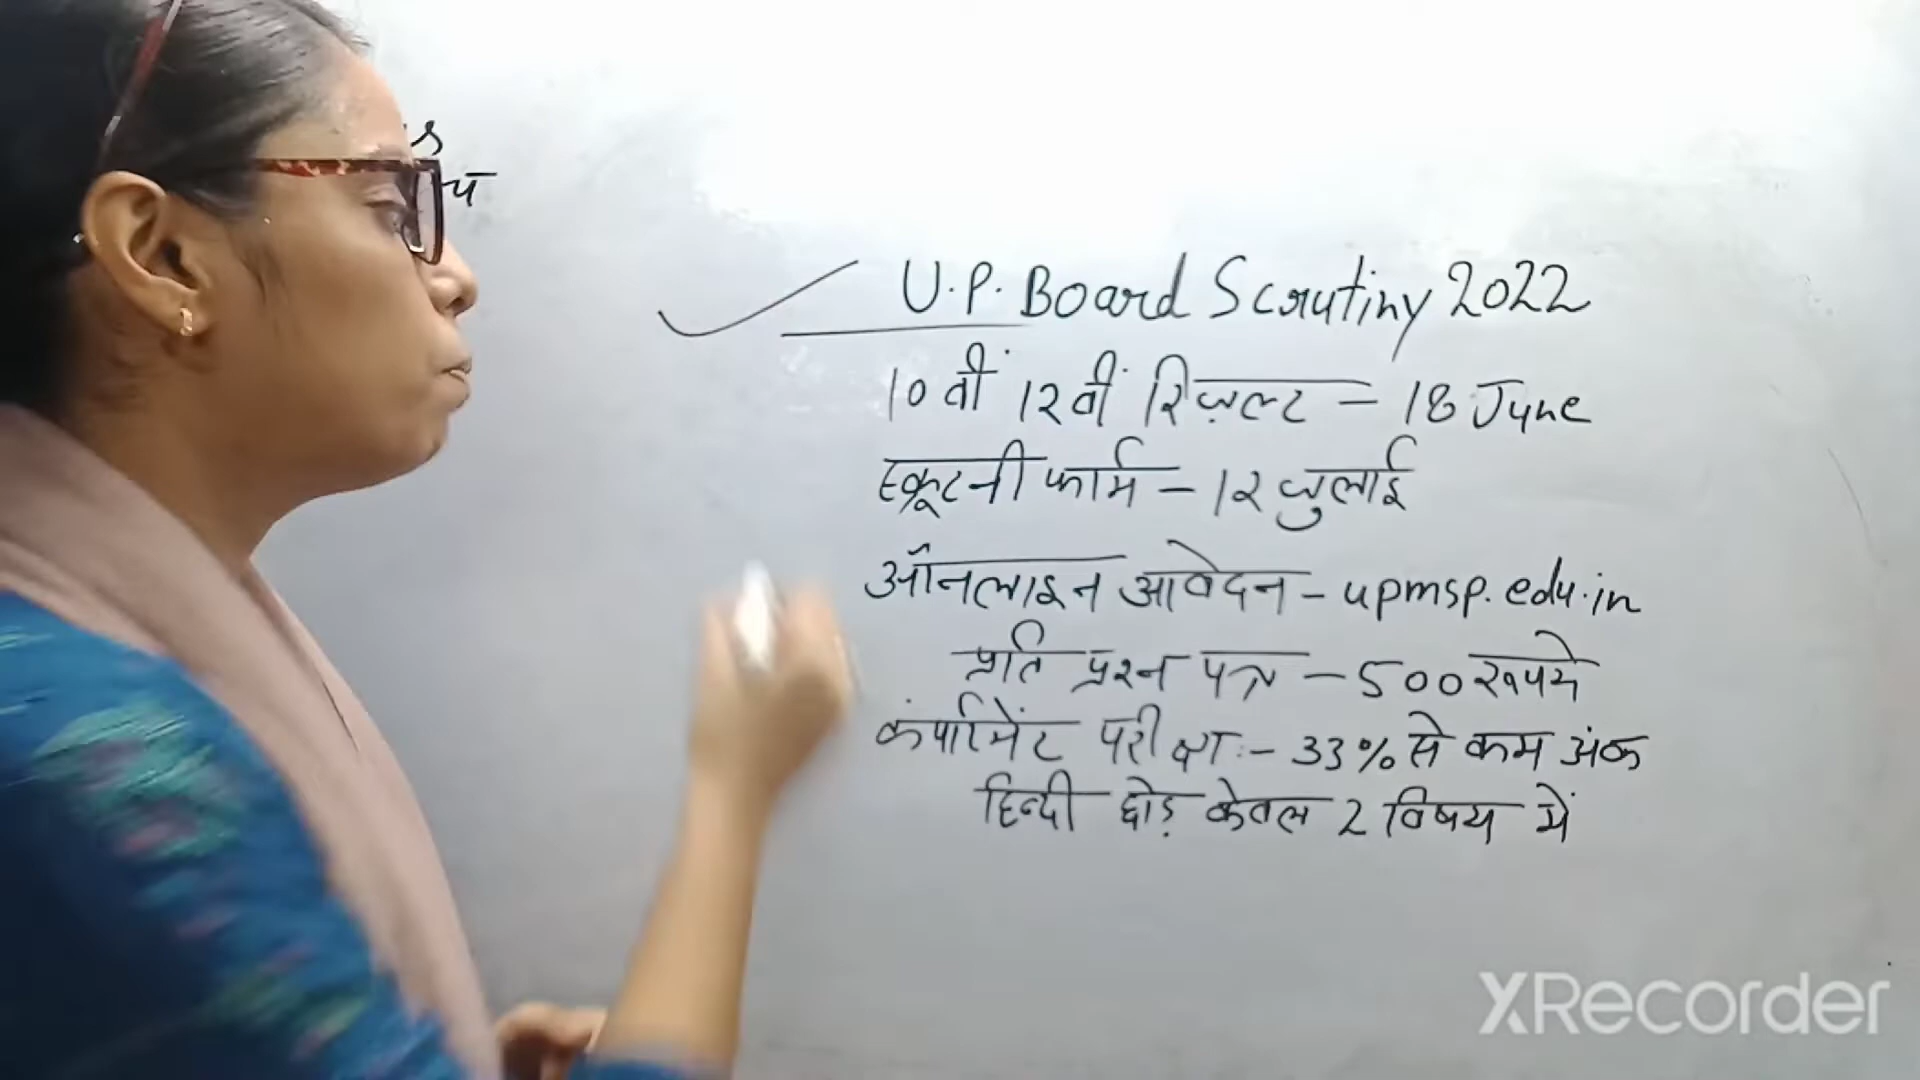 U.P. Board Scrutiny 2022
10वीं 12वीं रिज़ल्ट - 18 June
स्क्रूटनी फार्म - 12 जुलाई
ऑनलाइन आवेदन - upmsp.edu.in
प्रति प्रश्न पत्र - 500 रूपये
कंपार्टमेंट परीक्षा :- 33% से कम अंक
हिन्दी छोड़ केवल 2 विषय में
XRecorder